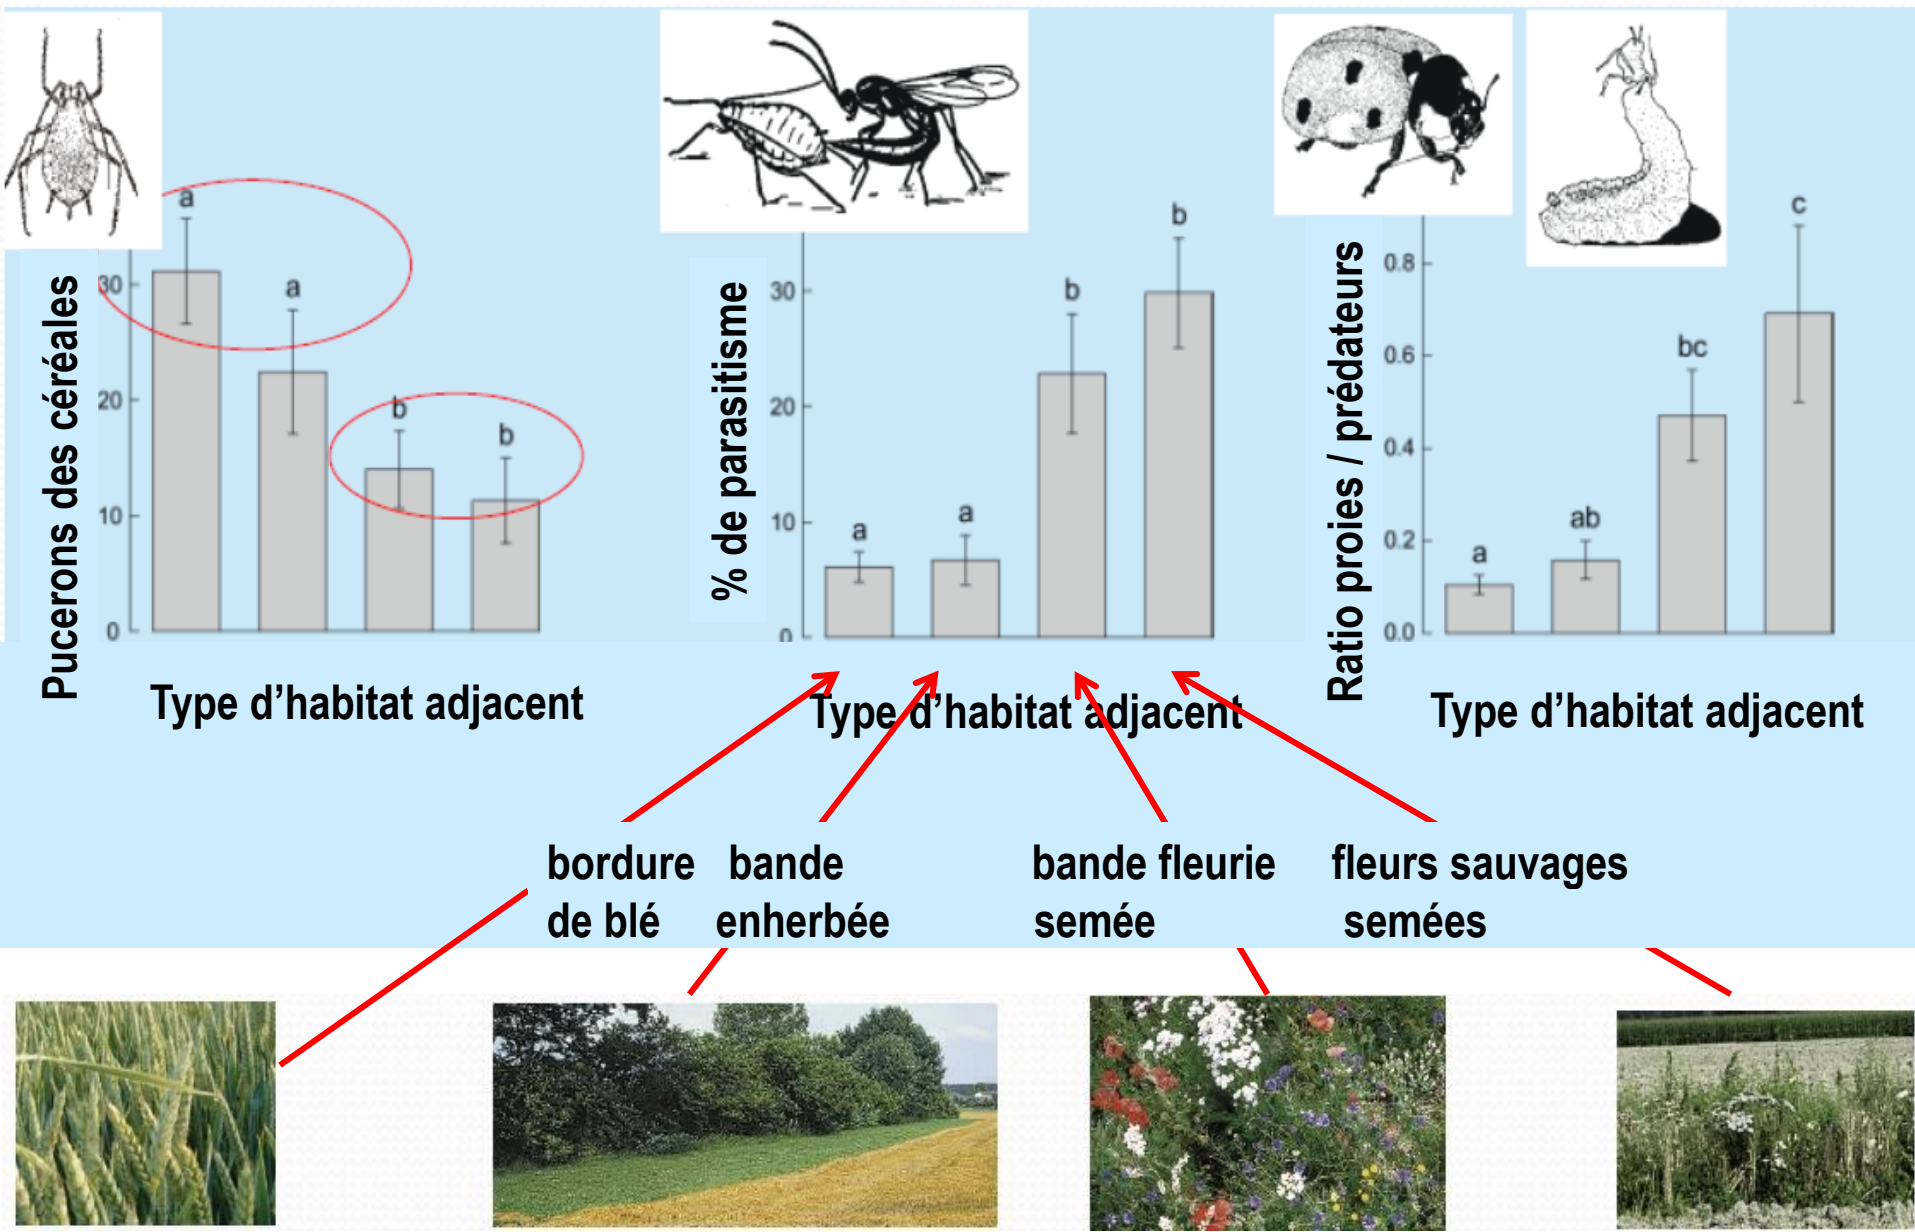 Pucerons des céréales
30
20
10
0
a
a
b
b
Type d’habitat adjacent
% de parasitisme
30
20
10
0
a
a
b
b
Type d’habitat adjacent
Ratio proies / prédateurs
0.8
0.6
0.4
0.2
0.0
a
ab
bc
c
Type d’habitat adjacent
bordure
de blé
bande
enherbée
bande fleurie
semée
fleurs sauvages
semées